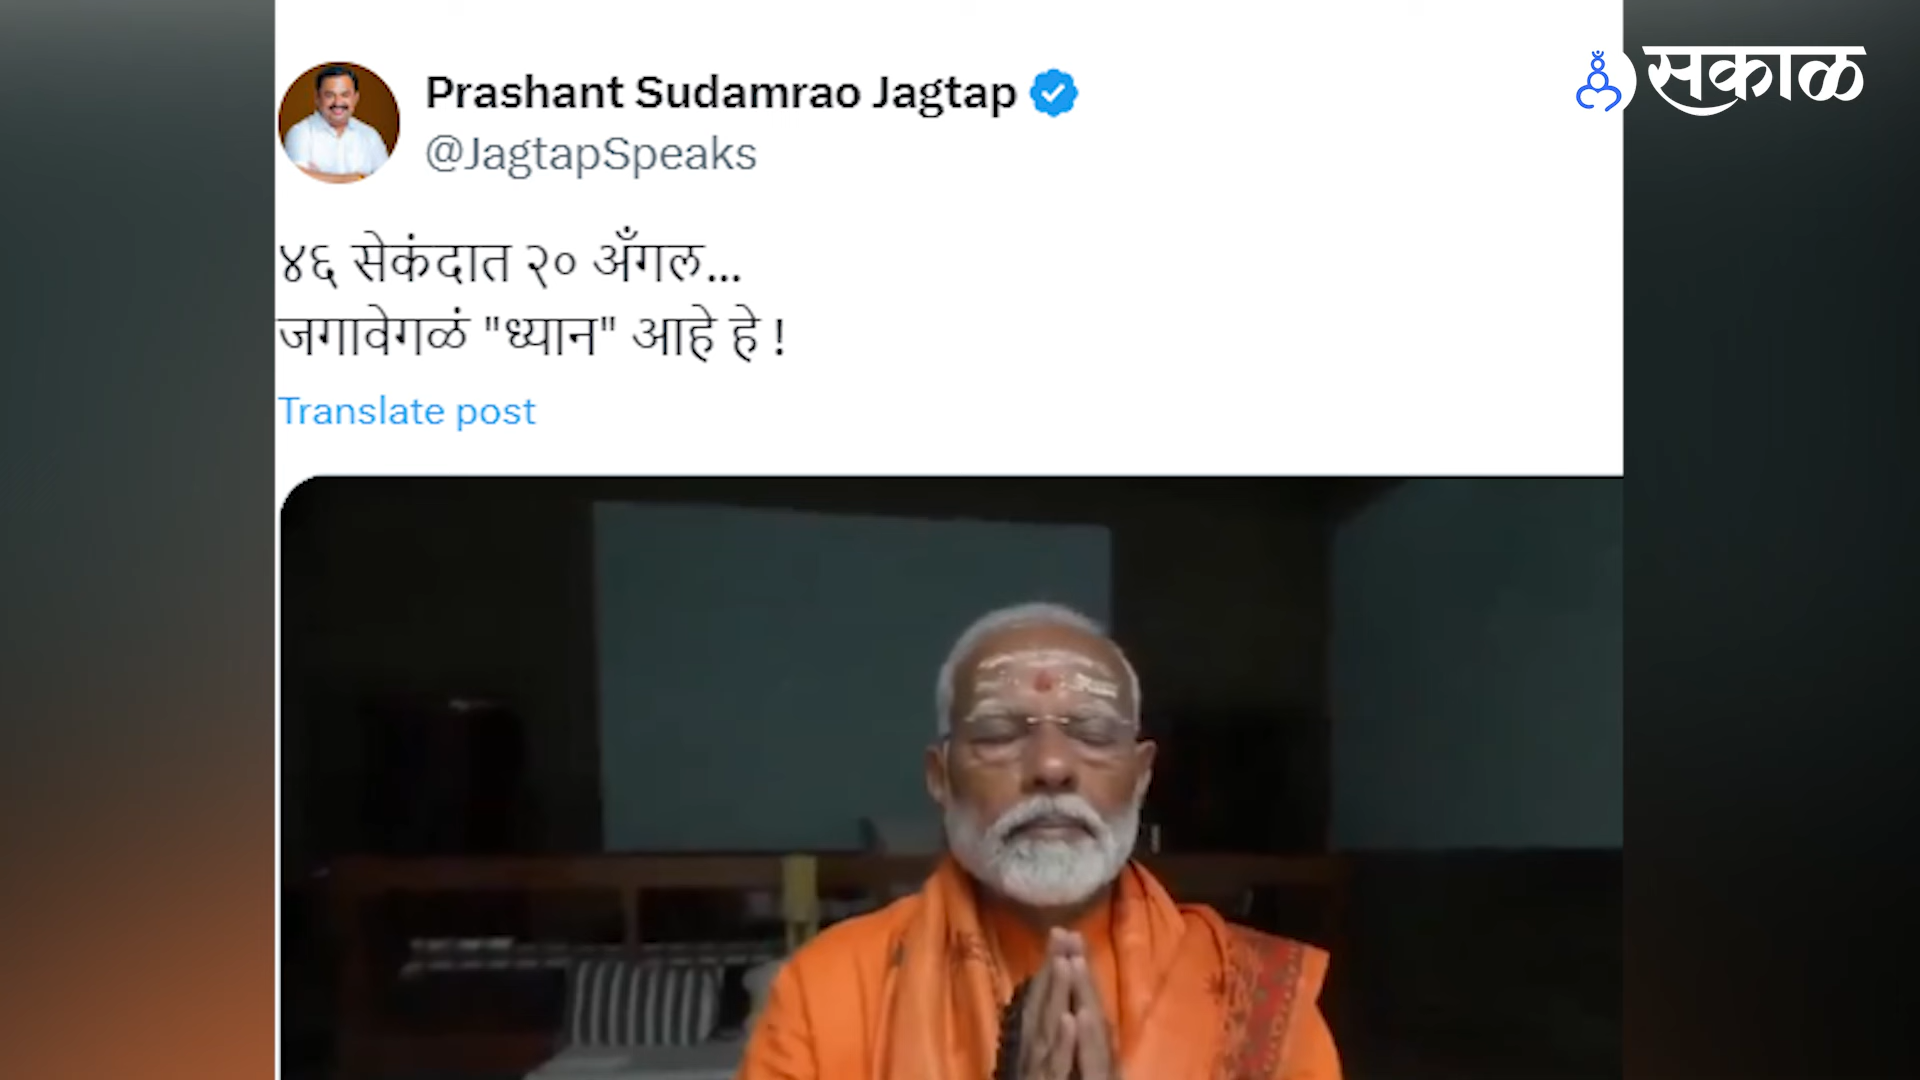 Prashant Sudamrao Jagtap
@JagtapSpeaks
सकाळ
४६ सेकंदात २० अँगल...
जगावेगळं "ध्यान" आहे हे !
Translate post